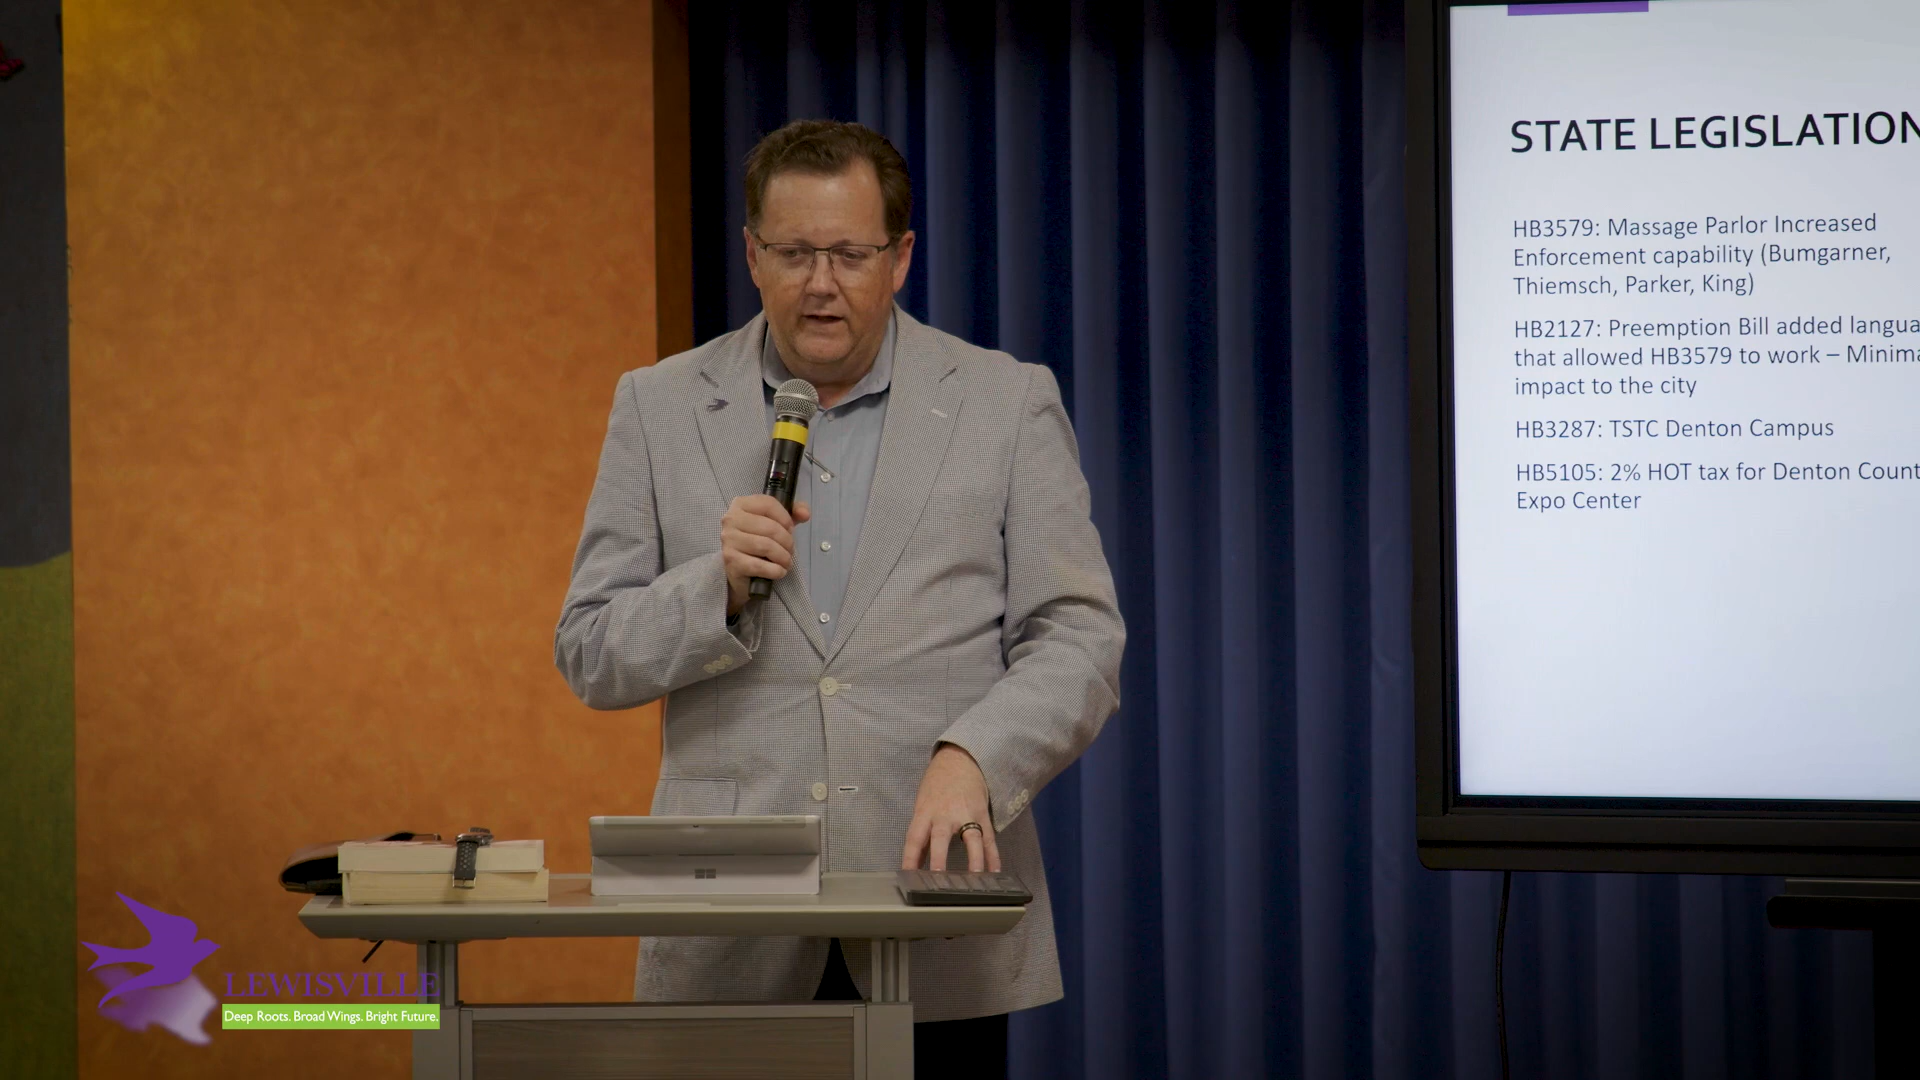 STATE LEGISLATION
HB3579: Massage Parlor Increased
Enforcement capability (Bumgarner,
Thiemsch, Parker, King)
HB2127: Preemption Bill added langua
that allowed HB3579 to work – Minima
impact to the city
HB3287: TSTC Denton Campus
HB5105: 2% HOT tax for Denton Count
Expo Center
LEWISVILLE
Deep Roots. Broad Wings. Bright Future.